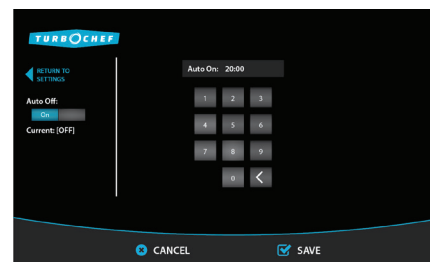 TURBOCHEF
RETURN TO
SETTINGS
Auto Off:
On
Current: [OFF]
Auto On: 20:00
1 2 3
4 5 6
7 8 9
0
CANCEL
SAVE